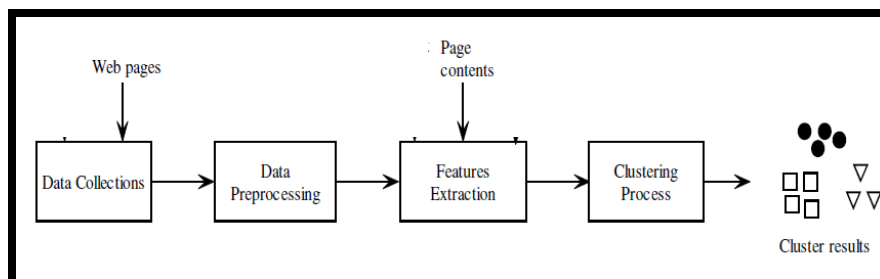 Web pages
Page
contents
Data Collections
Data
Preprocessing
Features
Extraction
Clustering
Process
Cluster results